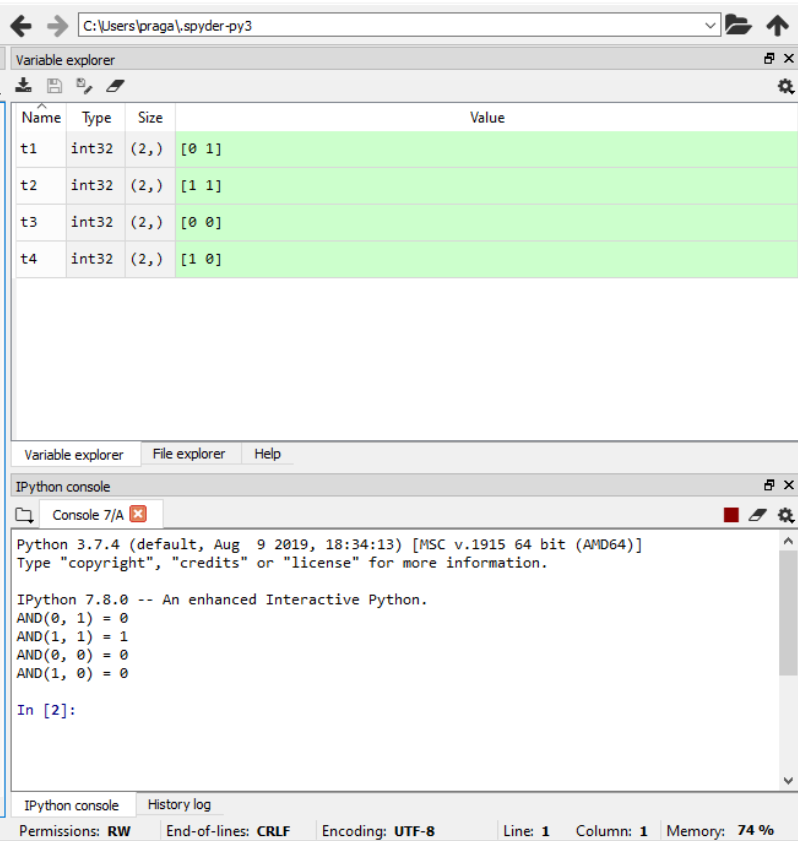 C:\Users\praga\.spyder-py3
Variable explorer
Name Type Size Value
t1 int32 (2,) [0 1]
t2 int32 (2,) [1 1]
t3 int32 (2,) [0 0]
t4 int32 (2,) [1 0]
Variable explorer File explorer Help
IPython console
Console 7/A
Python 3.7.4 (default, Aug  9 2019, 18:34:13) [MSC v.1915 64 bit (AMD64)]
Type "copyright", "credits" or "license" for more information.
IPython 7.8.0 -- An enhanced Interactive Python.
AND(0, 1) = 0
AND(1, 1) = 1
AND(0, 0) = 0
AND(1, 0) = 0
In [2]:
IPython console History log
Permissions: RW End-of-lines: CRLF Encoding: UTF-8 Line: 1 Column: 1 Memory: 74 %